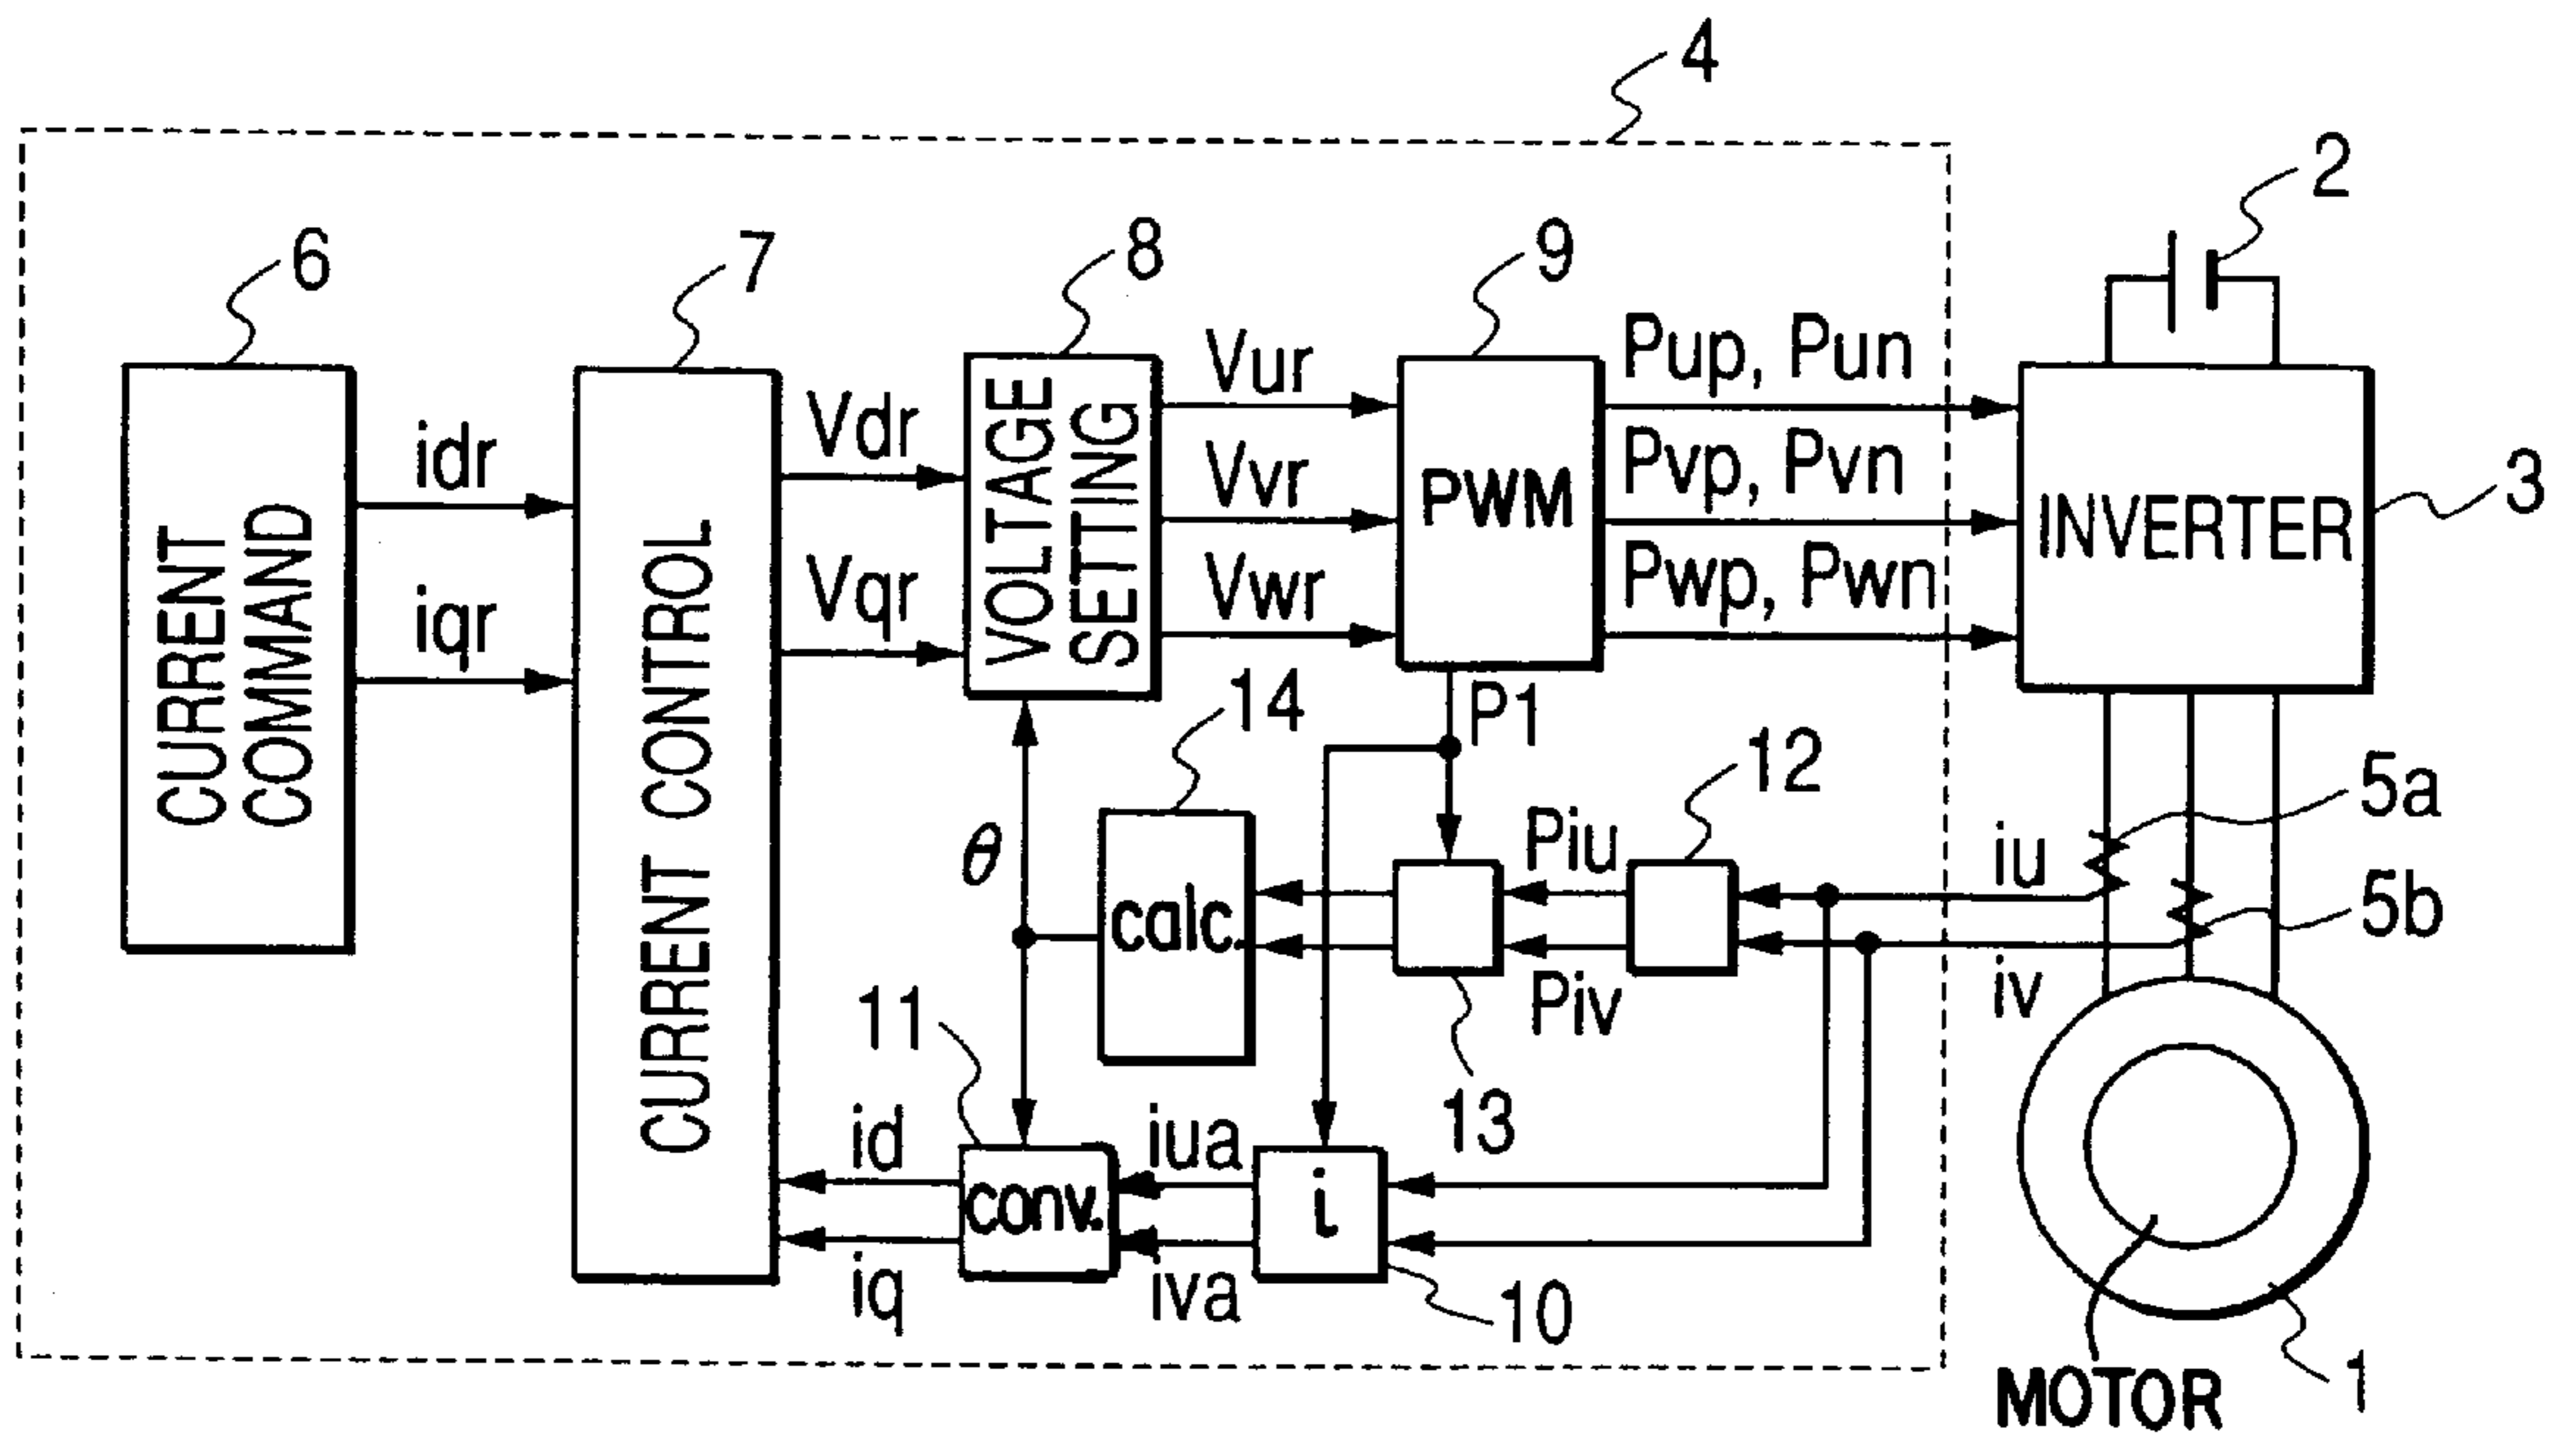 4
2
6
7
8
9
Vur
Pup, Pun
Vdr
idr
Vvr
Pvp, Pvn
3
VOLTAGE
SETTING
PWM
INVERTER
CURRENT
COMMAND
iqr
Vqr
Vwr
Pwp, Pwn
CURRENT CONTROL
14
P1
12
5a
θ
calc.
Piu
iu
5b
Piv
iv
11
13
id
iua
conv.
i
iq
iva
10
1
MOTOR